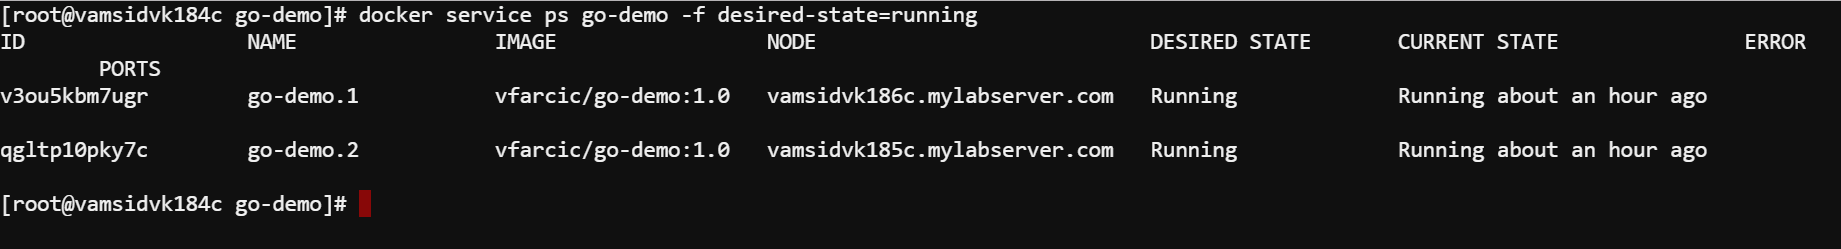 [root@vamsidvk184c go-demo]# docker service ps go-demo -f desired-state=running
ID                  NAME                IMAGE                 NODE                           DESIRED STATE       CURRENT STATE               ERROR
        PORTS
v3ou5kbm7ugr        go-demo.1           vfarcic/go-demo:1.0   vamsidvk186c.mylabserver.com   Running             Running about an hour ago
qgltp10pky7c        go-demo.2           vfarcic/go-demo:1.0   vamsidvk185c.mylabserver.com   Running             Running about an hour ago
[root@vamsidvk184c go-demo]#